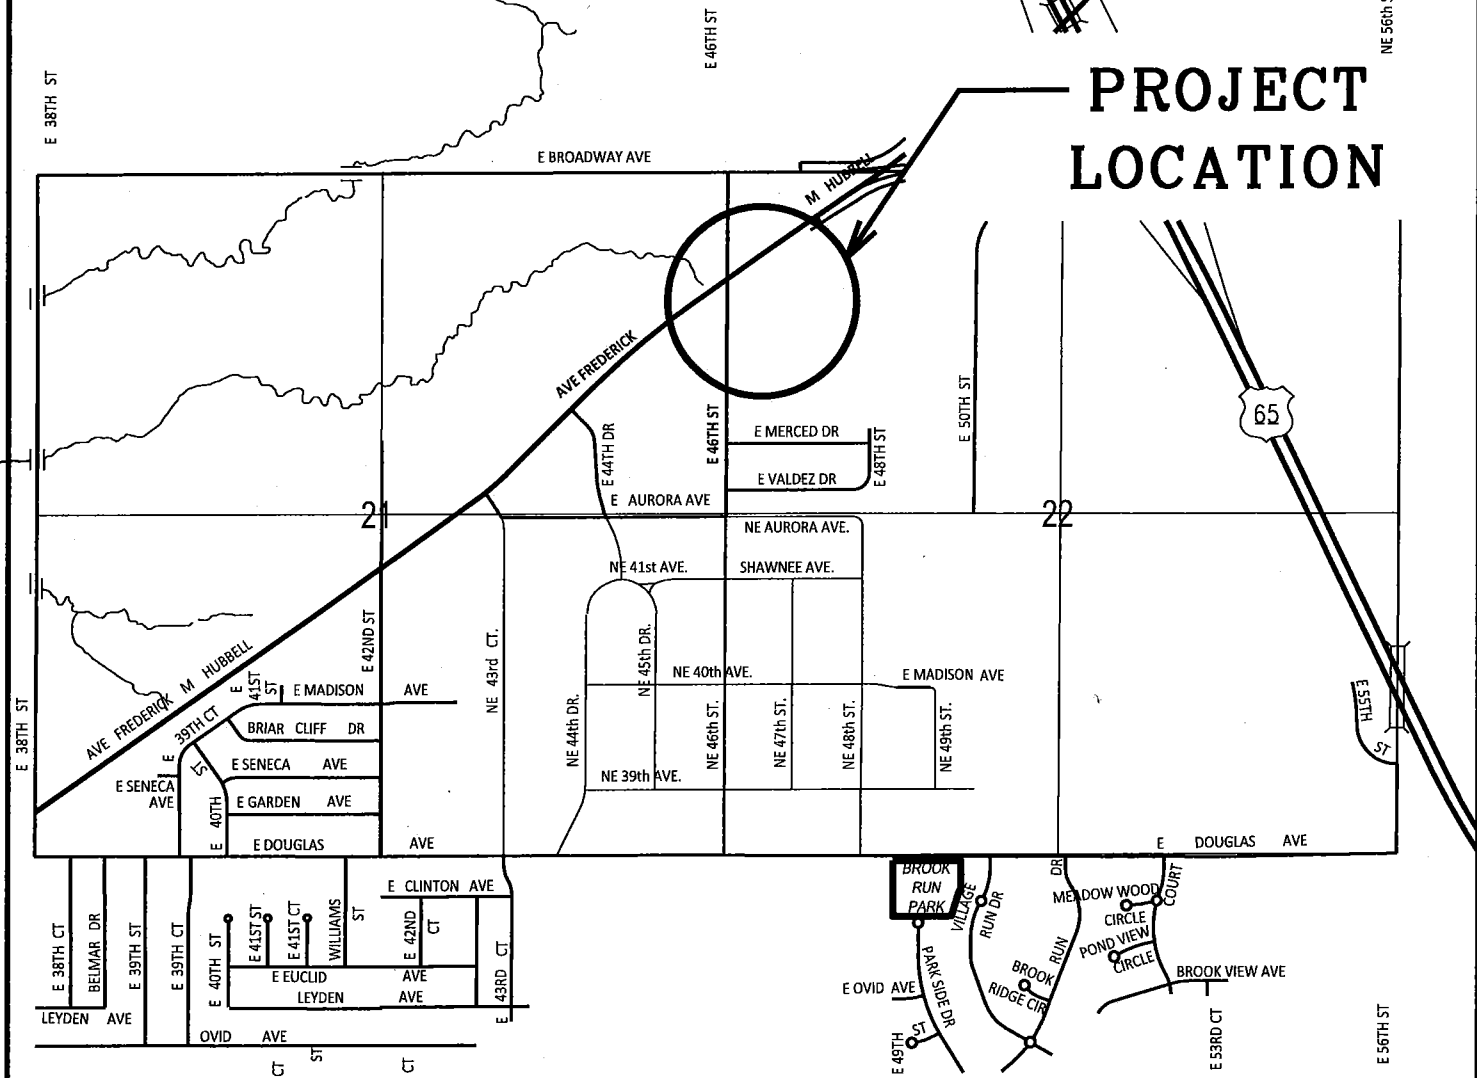 E 38TH ST
E 46TH ST
NE 56th
PROJECT
LOCATION
E BROADWAY AVE
M HUBBELL
AVE FREDERICK
65
E 44TH DR
E 46TH ST
E MERCED DR
E VALDEZ DR
E 48TH ST
E 50TH ST
E AURORA AVE
21
22
NE AURORA AVE.
NE 41st AVE.
SHAWNEE AVE.
E 42ND ST
NE 43rd CT.
NE 45th DR.
NE 40th AVE.
E MADISON AVE
AVE FREDERICK M HUBBELL
E 41ST ST
E MADISON AVE
E 39TH CT
BRIAR CLIFF DR
E 38TH ST
NE 44th DR.
NE 46th ST.
NE 47th ST.
NE 48th ST.
NE 49th ST.
E 55TH ST
E SENECA AVE
E SENECA
AVE
NE 39th AVE.
E 40TH ST
E GARDEN AVE
E DOUGLAS AVE
E DOUGLAS AVE
BROOK
RUN
PARK
VILLAGE
RUN DR
DR
MEADOW WOOD
CIRCLE
COURT
E CLINTON AVE
E 38TH CT
BELMAR DR
E 39TH ST
E 39TH CT
E 40TH ST
E 41ST ST
E 41ST CT
WILLIAMS ST
E 42ND CT
E 43RD CT
E EUCLID AVE
LEYDEN AVE
LEYDEN AVE
OVID AVE
ST
CT
CT
POND VIEW
CIRCLE
RUN
BROOK
RIDGE CIR
BROOK VIEW AVE
E OVID AVE
PARK SIDE DR
E 49TH ST
E 53RD CT
E 56TH ST